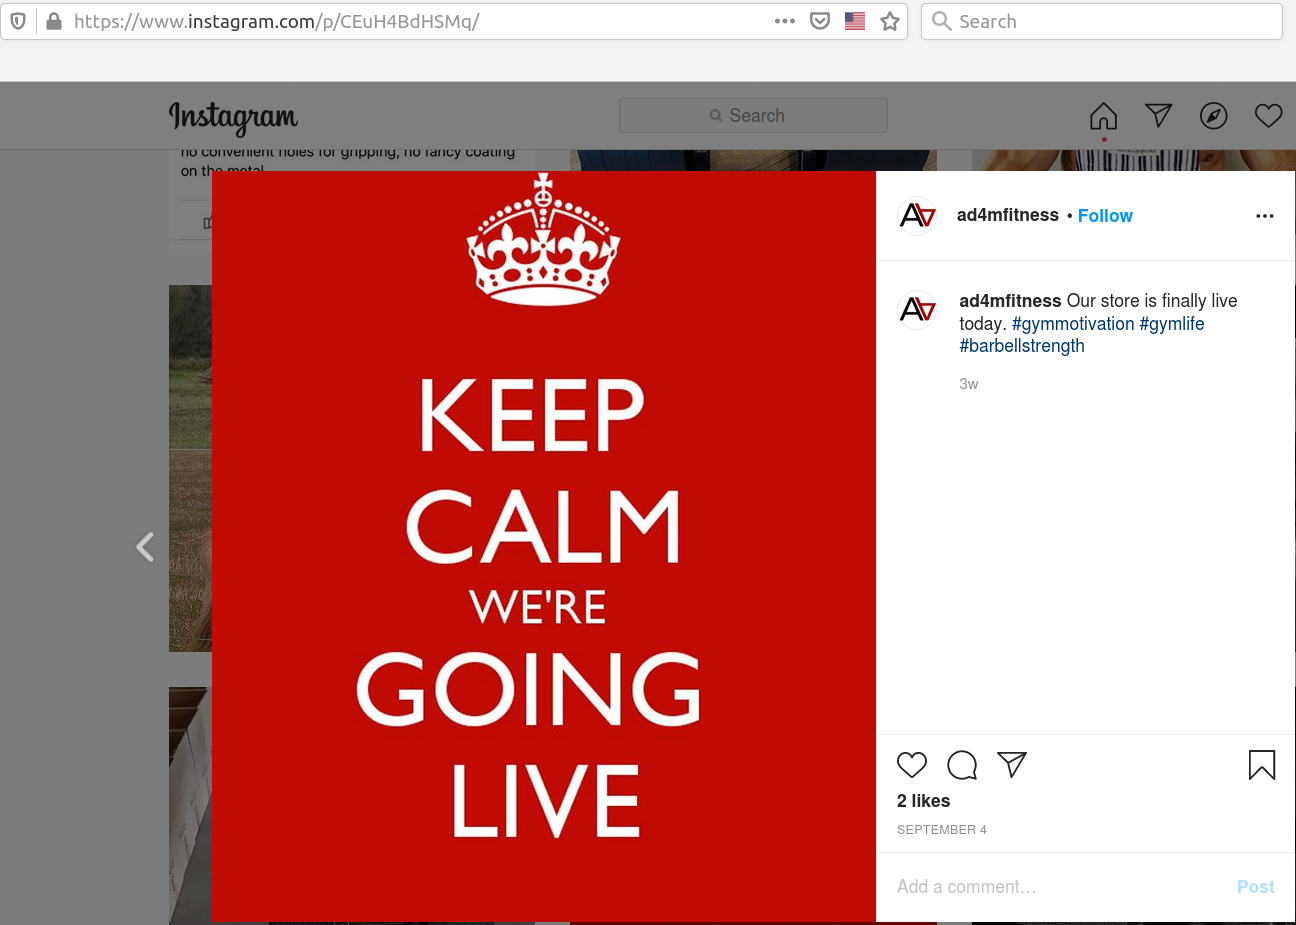 https://www.instagram.com/p/CEuH4BdHSMq/
Search
Instagram
Search
no convenient holes for gripping, no fancy coating
on the metal
KEEP
CALM
WE'RE
GOING
LIVE
ad4mfitness • Follow
ad4mfitness Our store is finally live
today. #gymmotivation #gymlife
#barbellstrength
3w
2 likes
SEPTEMBER 4
Add a comment...
Post